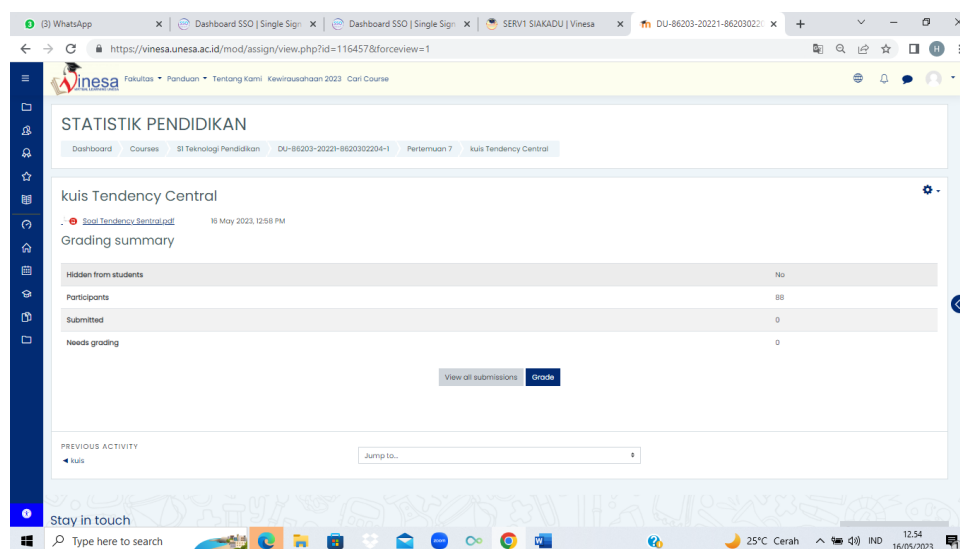 (3) WhatsApp
Dashboard SSO | Single Sign
Dashboard SSO | Single Sign
SERV1 SIAKADU | Vinesa
DU-86203-20221-8620302
https://vinesa.unesa.ac.id/mod/assign/view.php?id=116457&forceview=1
H
Vinesa
Fakultas
Panduan
Tentang Kami
Kewirausahaan 2023
Cari Course
STATISTIK PENDIDIKAN
Dashboard
Courses
S1 Teknologi Pendidikan
DU-86203-20221-8620302204-1
Pertemuan 7
kuis Tendency Central
kuis Tendency Central
Soal Tendency Sentral.pdf
16 May 2023, 12:58 PM
Grading summary
Hidden from students
No
Participants
88
Submitted
0
Needs grading
0
View all submissions
Grade
PREVIOUS ACTIVITY
◄ kuis
Jump to...
Stay in touch
Type here to search
zoom
25°C Cerah
IND
12.54
16/05/2023